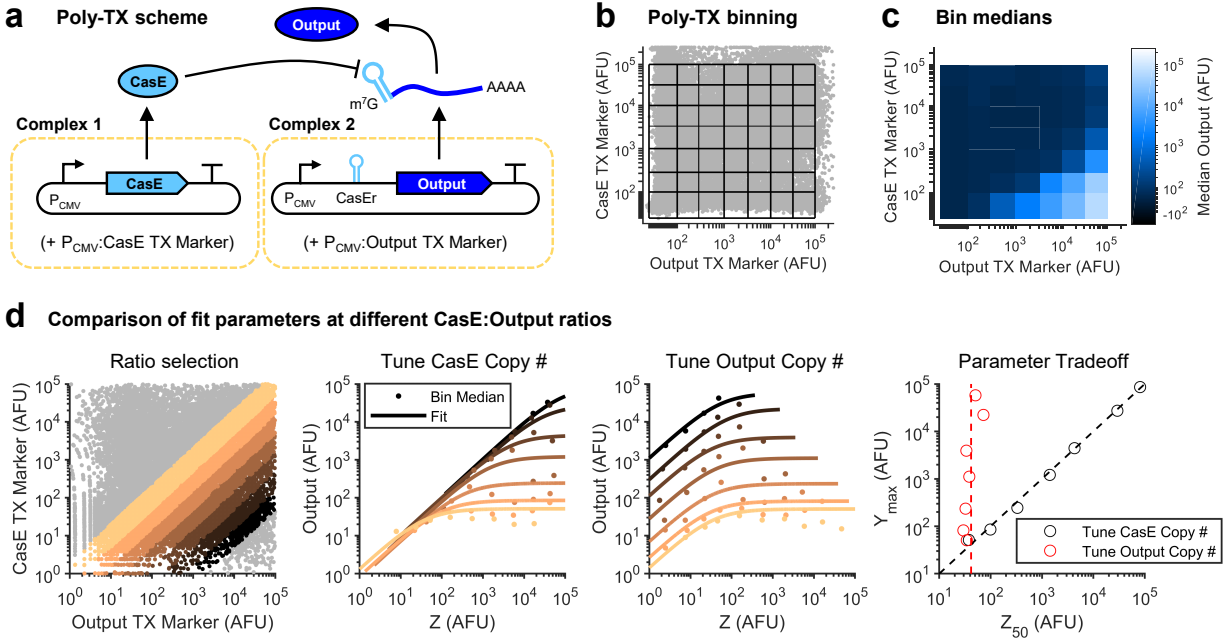 a Poly-TX scheme
Output
CasE
m⁷G
AAAA
Complex 1
Complex 2
P_CMV
CasE
P_CMV
CasEr
Output
(+ P_CMV:CasE TX Marker)
(+ P_CMV:Output TX Marker)
b Poly-TX binning
CasE TX Marker (AFU)
10⁵
10⁴
10³
10²
10² 10³ 10⁴ 10⁵
Output TX Marker (AFU)
c Bin medians
CasE TX Marker (AFU)
10⁵
10⁴
10³
10²
10² 10³ 10⁴ 10⁵
Output TX Marker (AFU)
10⁵
10⁴
10³
10²
-10²
Median Output (AFU)
d Comparison of fit parameters at different CasE:Output ratios
Ratio selection
CasE TX Marker (AFU)
10⁵
10⁴
10³
10²
10¹
10⁰
10⁰ 10¹ 10² 10³ 10⁴ 10⁵
Output TX Marker (AFU)
Tune CasE Copy #
Bin Median
Fit
Output (AFU)
10⁵
10⁴
10³
10²
10¹
10⁰
10⁰ 10¹ 10² 10³ 10⁴ 10⁵
Z (AFU)
Tune Output Copy #
Output (AFU)
10⁵
10⁴
10³
10²
10¹
10⁰
10⁰ 10¹ 10² 10³ 10⁴ 10⁵
Z (AFU)
Parameter Tradeoff
Y_max (AFU)
10⁵
10⁴
10³
10²
10¹
Tune CasE Copy #
Tune Output Copy #
10¹ 10² 10³ 10⁴ 10⁵
Z₅₀ (AFU)